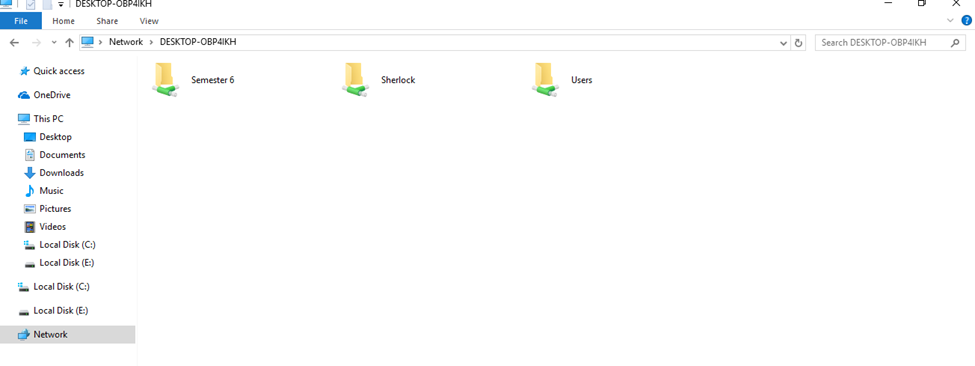 DESKTOP-OBP4IKH
File Home Share View
Network DESKTOP-OBP4IKH Search DESKTOP-OBP4IKH
Quick access
OneDrive
This PC
Desktop
Documents
Downloads
Music
Pictures
Videos
Local Disk (C:)
Local Disk (E:)
Local Disk (C:)
Local Disk (E:)
Network
Semester 6 Sherlock Users